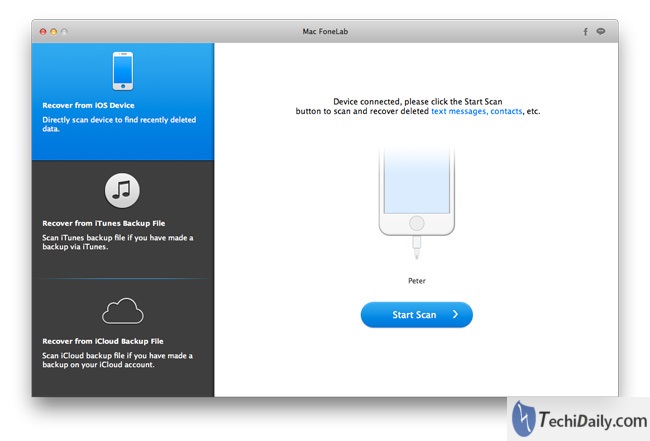 Mac FoneLab
Recover from iOS Device
Directly scan device to find recently deleted
data.
Recover from iTunes Backup File
Scan iTunes backup file if you have made a
backup via iTunes.
Recover from iCloud Backup File
Scan iCloud backup file if you have made a
backup on your iCloud account.
Device connected, please click the Start Scan
button to scan and recover deleted text messages, contacts, etc.
Peter
Start Scan
TechiDaily.com